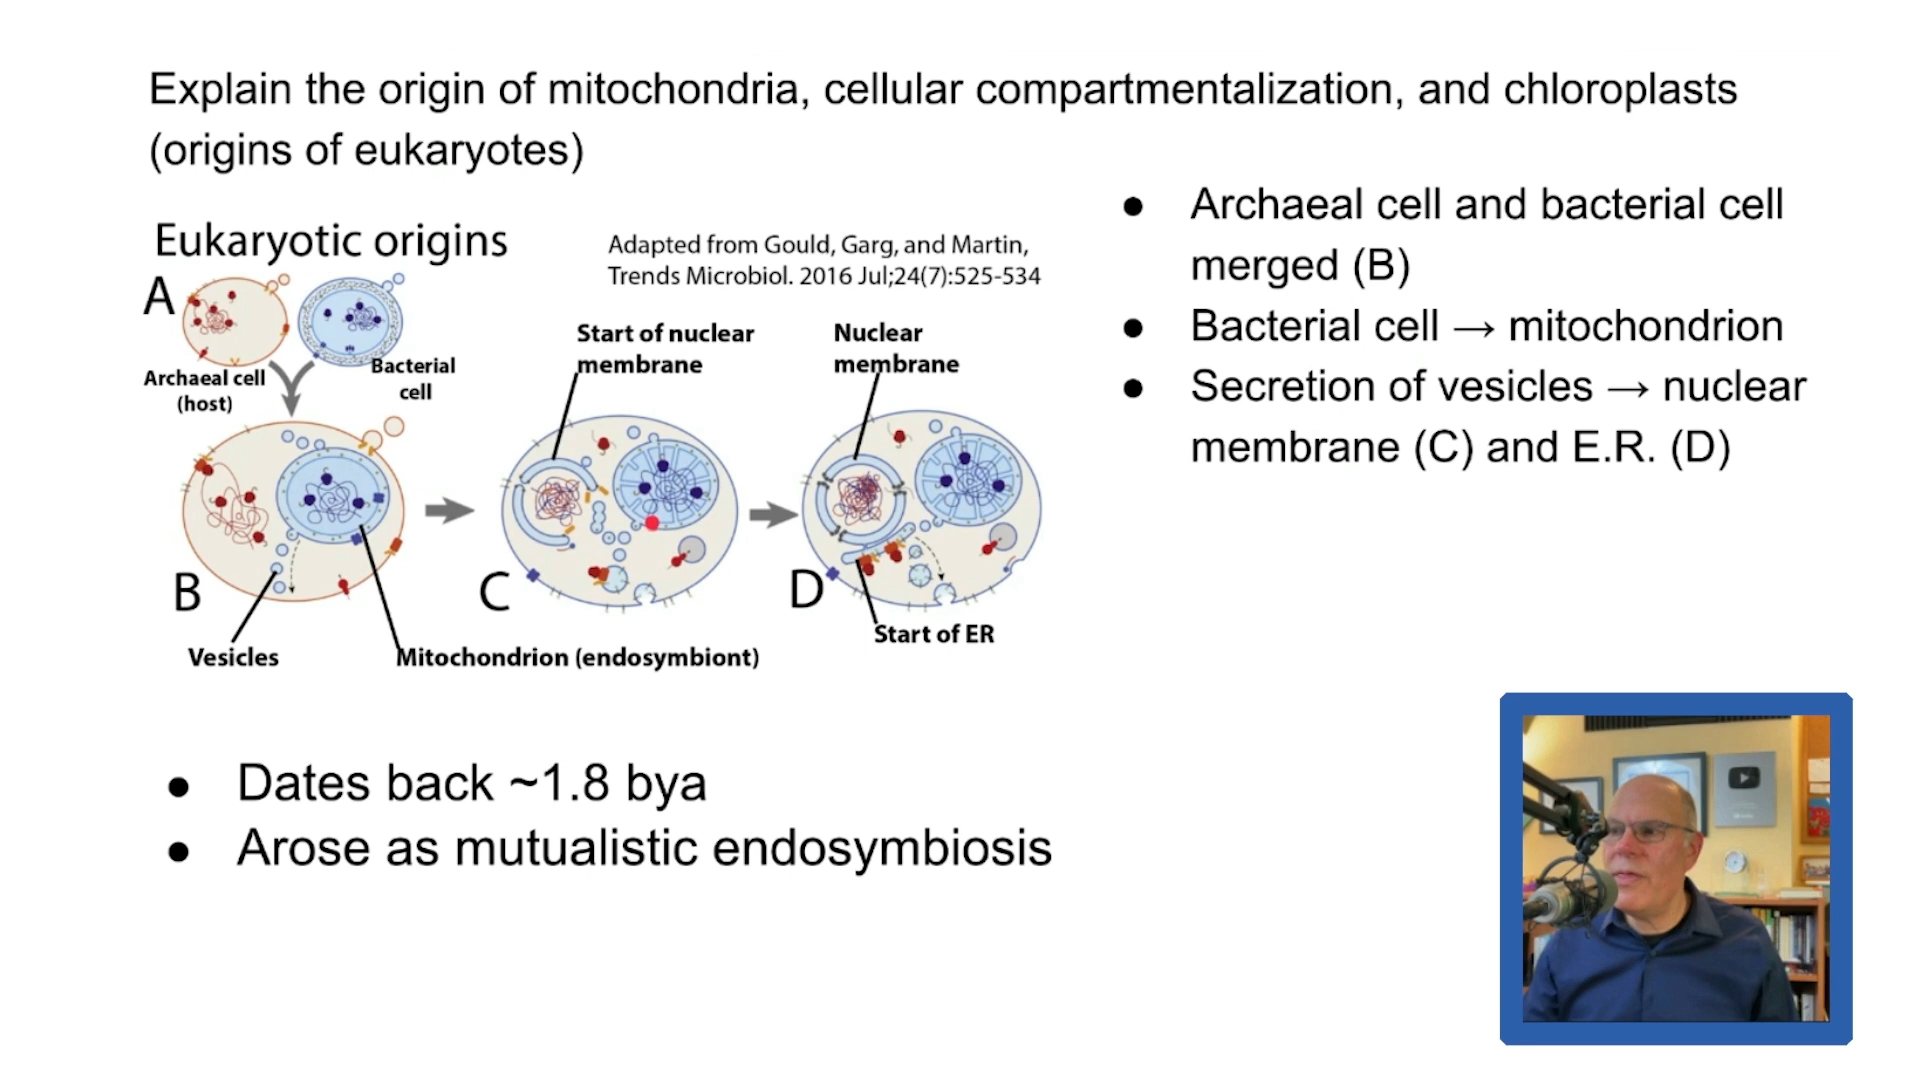 Explain the origin of mitochondria, cellular compartmentalization, and chloroplasts
(origins of eukaryotes)
Eukaryotic origins
Adapted from Gould, Garg, and Martin,
Trends Microbiol. 2016 Jul;24(7):525-534
A
Archaeal cell
(host)
Bacterial
cell
Start of nuclear
membrane
Nuclear
membrane
B
C
D
Vesicles
Mitochondrion (endosymbiont)
Start of ER
● Archaeal cell and bacterial cell
merged (B)
● Bacterial cell → mitochondrion
● Secretion of vesicles → nuclear
membrane (C) and E.R. (D)
● Dates back ~1.8 bya
● Arose as mutualistic endosymbiosis